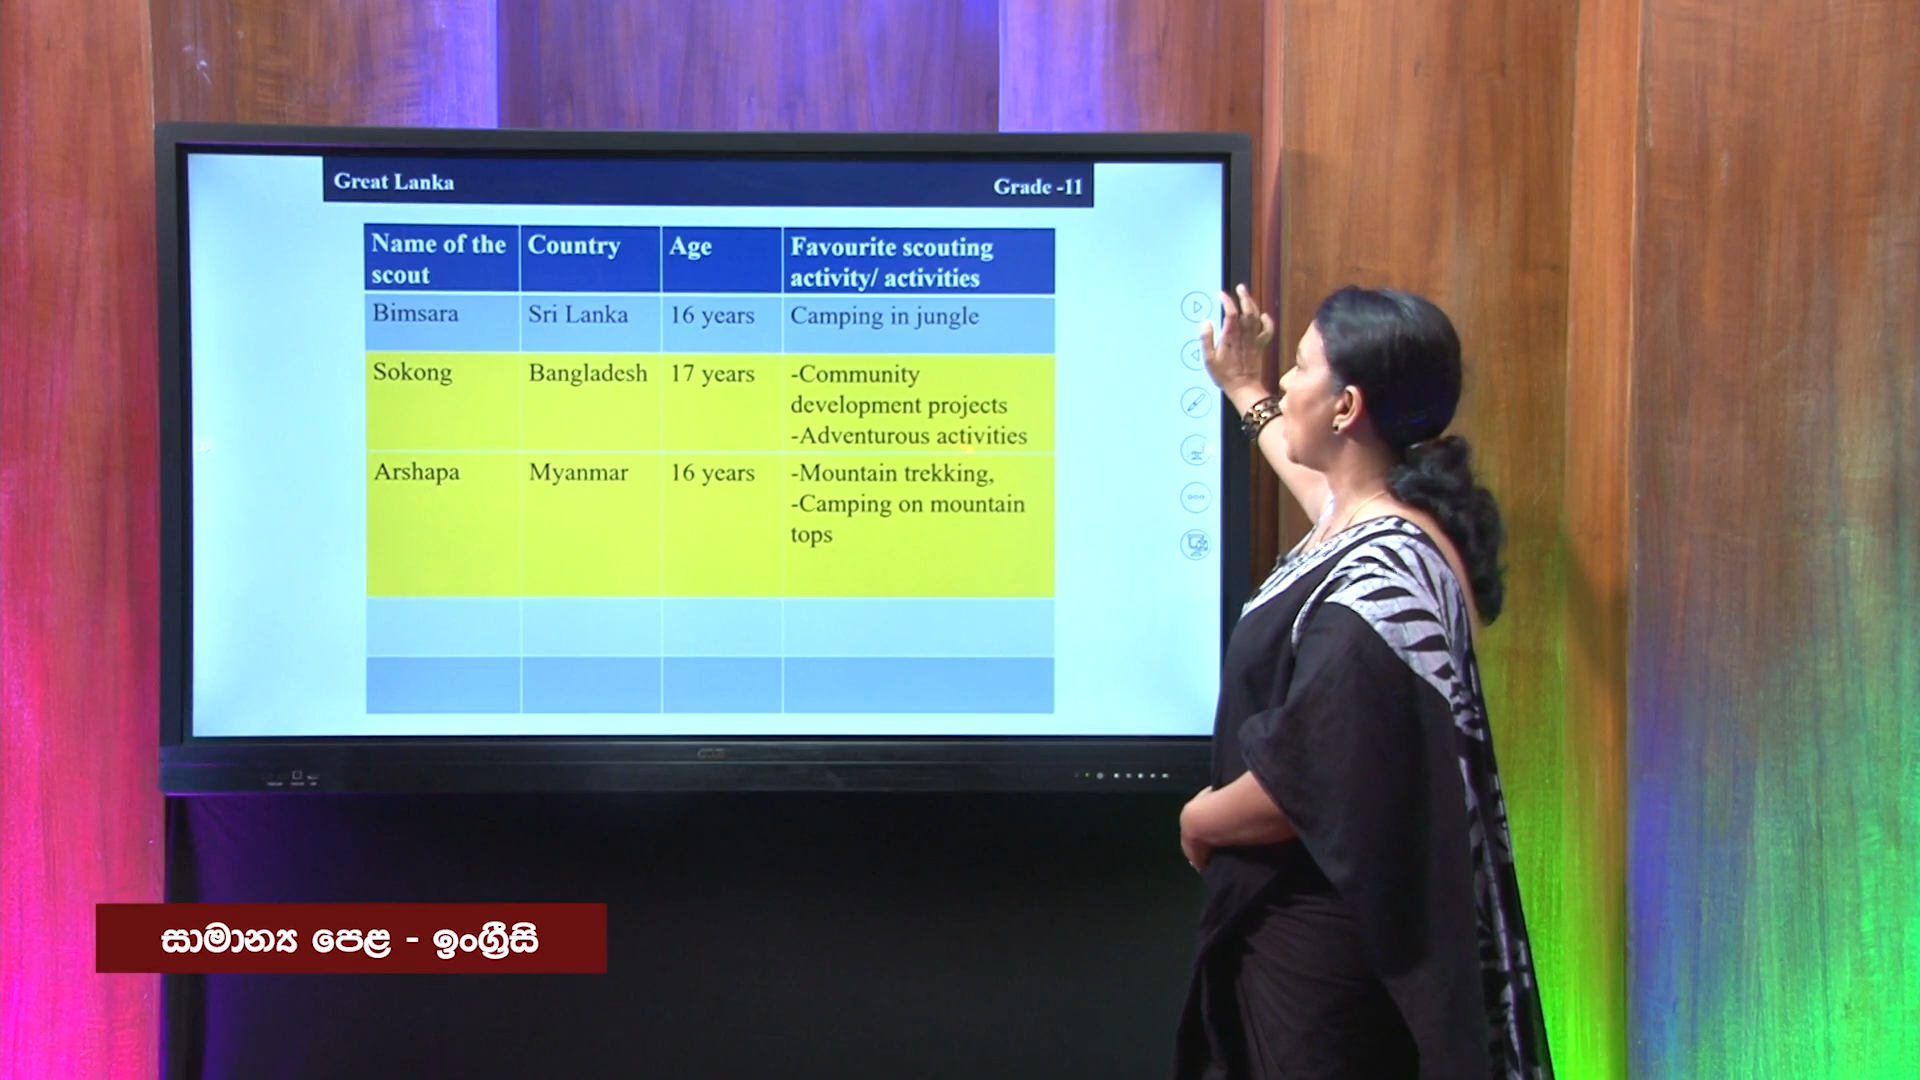 Great Lanka
Grade -11
Name of the
scout
Country
Age
Favourite scouting
activity/ activities
Bimsara
Sri Lanka
16 years
Camping in jungle
Sokong
Bangladesh
17 years
-Community
development projects
-Adventurous activities
Arshapa
Myanmar
16 years
-Mountain trekking,
-Camping on mountain
tops
සාමාන්‍ය පෙළ - ඉංග්‍රීසි